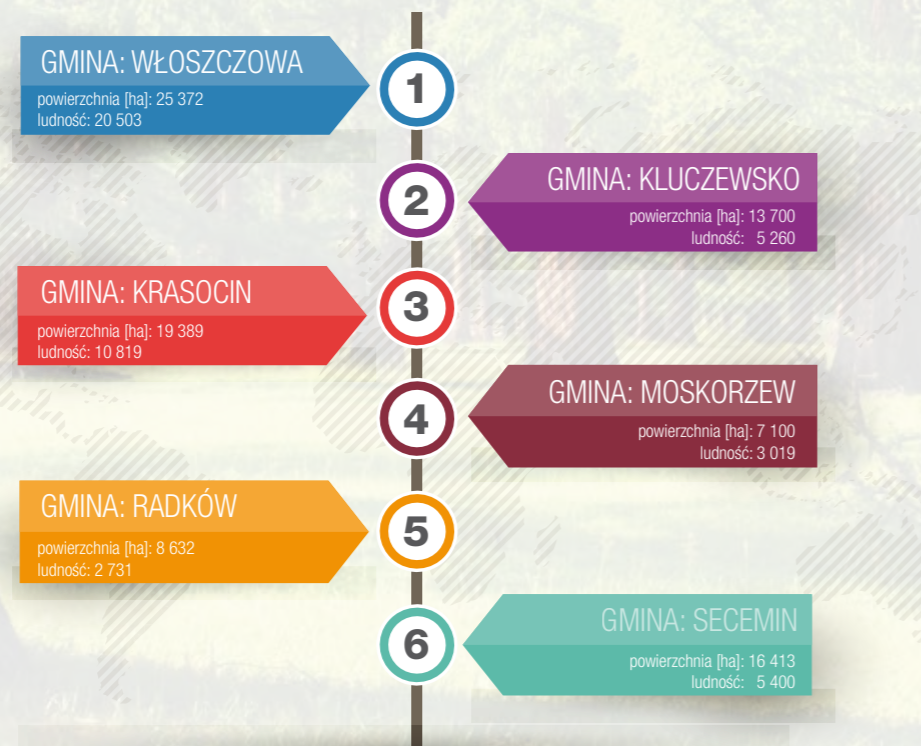 GMINA: WŁOSZCZOWA
powierzchnia [ha]: 25 372
ludność: 20 503
1
2
GMINA: KLUCZEWSKO
powierzchnia [ha]: 13 700
ludność: 5 260
GMINA: KRASOCIN
powierzchnia [ha]: 19 389
ludność: 10 819
3
4
GMINA: MOSKORZEW
powierzchnia [ha]: 7 100
ludność: 3 019
GMINA: RADKÓW
powierzchnia [ha]: 8 632
ludność: 2 731
5
6
GMINA: SECEMIN
powierzchnia [ha]: 16 413
ludność: 5 400